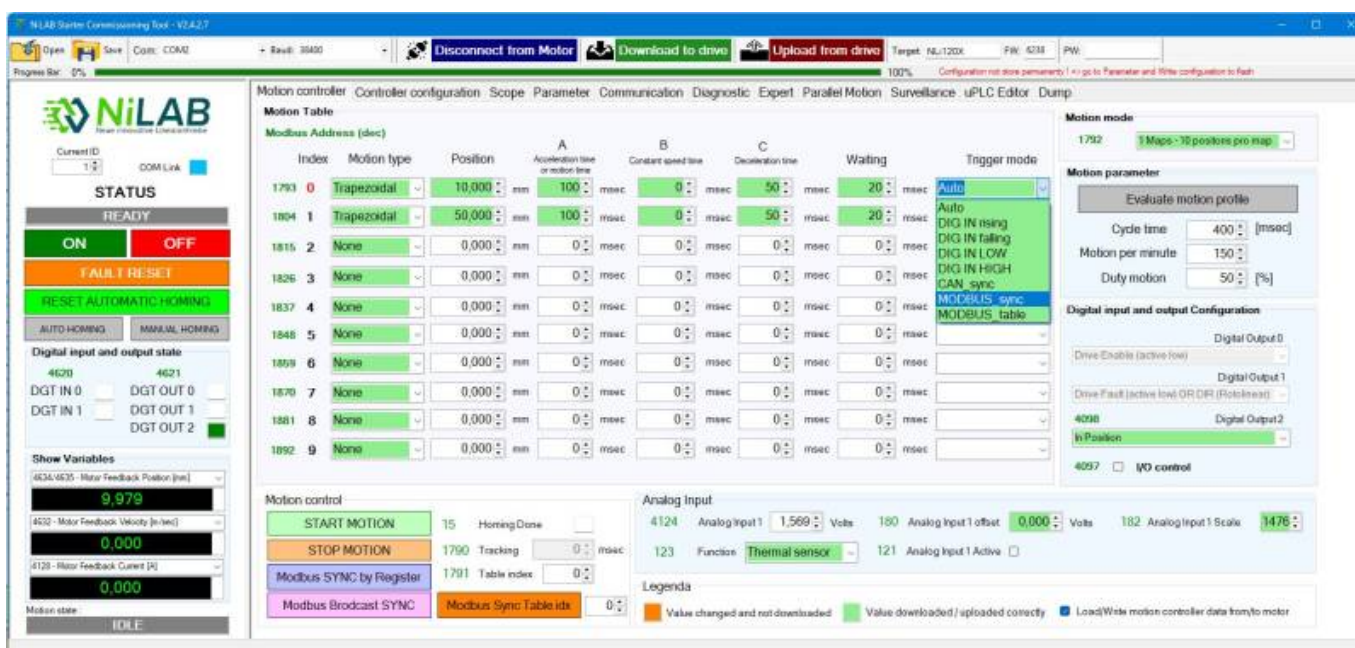 NiLAB Starter Commissioning Tool - V2.4.2.7
Open Save Com: COM2 Baud: 38400 Disconnect from Motor Download to drive Upload from drive Target: FW: 6238 PW:
Progress Bar: 0% 100% Configuration not store permanently ! => go to Parameter and Write configuration to flash
Motion controller Controller configuration Scope Parameter Communication Diagnostic Expert Parallel Motion Surveillance uPLC Editor Dump
NiLAB
Current ID
1
COM Link
STATUS
READY
ON OFF
FAULT RESET
RESET AUTOMATIC HOMING
AUTO HOMING MANUAL HOMING
Digital input and output state
4620 4621
DGT IN 0 DGT OUT 0
DGT IN 1 DGT OUT 1
DGT OUT 2
Show Variables
4634/4635 - Motor Feedback Position [mm]
9,979
4632 - Motor Feedback Velocity [m/sec]
0,000
4128 - Motor Feedback Current [A]
0,000
Motion state
IDLE
Motion Table
Modbus Address (dec)
A B C
Index Motion type Position Acceleration time or motion time Constant speed time Deceleration time Waiting Trigger mode
1793 0 Trapezoidal 10,000 mm 100 msec 0 msec 50 msec 20 msec Auto
1804 1 Trapezoidal 50,000 mm 100 msec 0 msec 50 msec 20 msec
1815 2 None 0,000 mm 0 msec 0 msec 0 msec 0 msec
1826 3 None 0,000 mm 0 msec 0 msec 0 msec 0 msec
1837 4 None 0,000 mm 0 msec 0 msec 0 msec 0 msec
1848 5 None 0,000 mm 0 msec 0 msec 0 msec 0 msec
1859 6 None 0,000 mm 0 msec 0 msec 0 msec 0 msec
1870 7 None 0,000 mm 0 msec 0 msec 0 msec 0 msec
1881 8 None 0,000 mm 0 msec 0 msec 0 msec 0 msec
1892 9 None 0,000 mm 0 msec 0 msec 0 msec 0 msec
Auto
DIG IN rising
DIG IN falling
DIG IN LOW
DIG IN HIGH
CAN_sync
MODBUS_sync
MODBUS_table
Motion mode
1792 1 Maps - 10 positons pro map
Motion parameter
Evaluate motion profile
Cycle time 400 [msec]
Motion per minute 150
Duty motion 50 [%]
Digital input and output Configuration
Digital Output 0
Drive Enable (active low)
Digital Output 1
Drive Fault (active low) OR DIR (Rotolinear)
4098 Digital Output 2
In Position
4097 I/O control
Motion control
START MOTION 15 Homing Done
STOP MOTION 1790 Tracking 0 msec
Modbus SYNC by Register 1791 Table index 0
Modbus Brodcast SYNC Modbus Sync Table idx 0
Analog Input
4124 Analog Input 1 1,569 Volts 180 Analog Input 1 offset 0,000 Volts 182 Analog Input 1 Scale 1476
123 Function Thermal sensor 121 Analog Input 1 Active
Legenda
Value changed and not downloaded Value downloaded / uploaded correctly Load/Write motion controller data from/to motor